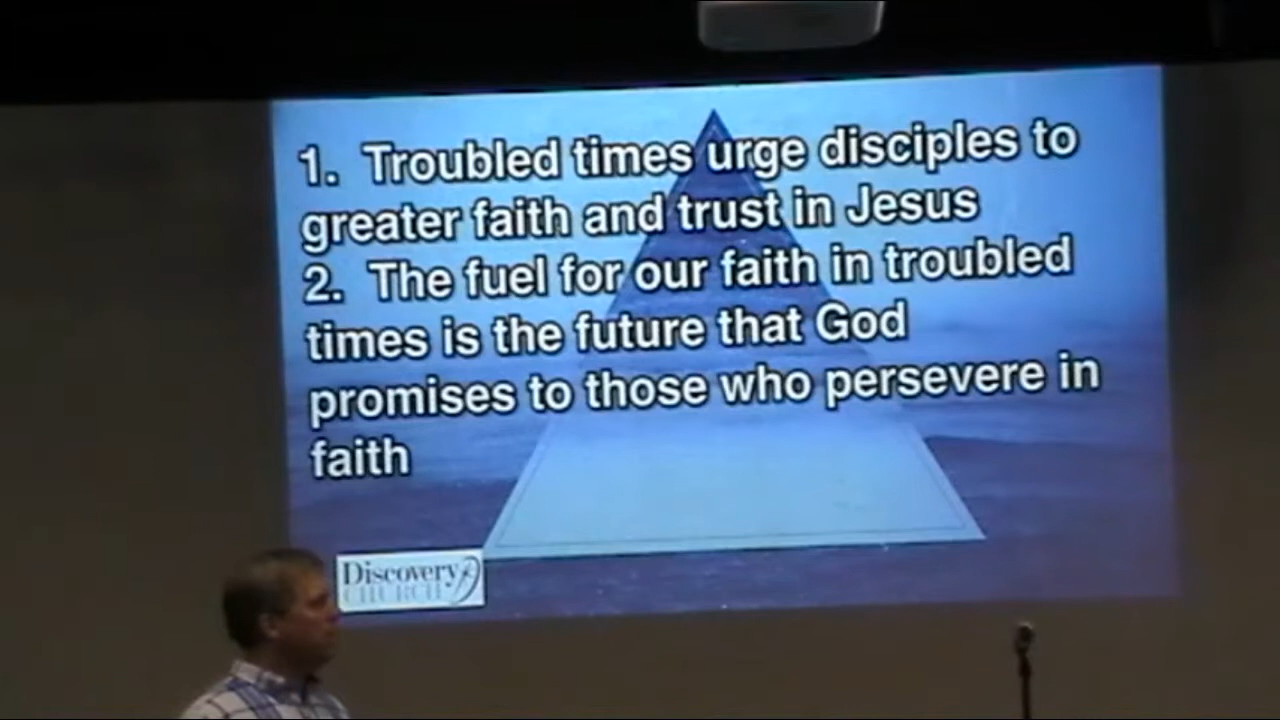 1. Troubled times urge disciples to
greater faith and trust in Jesus
2. The fuel for our faith in troubled
times is the future that God
promises to those who persevere in
faith
Discovery
CHURCH